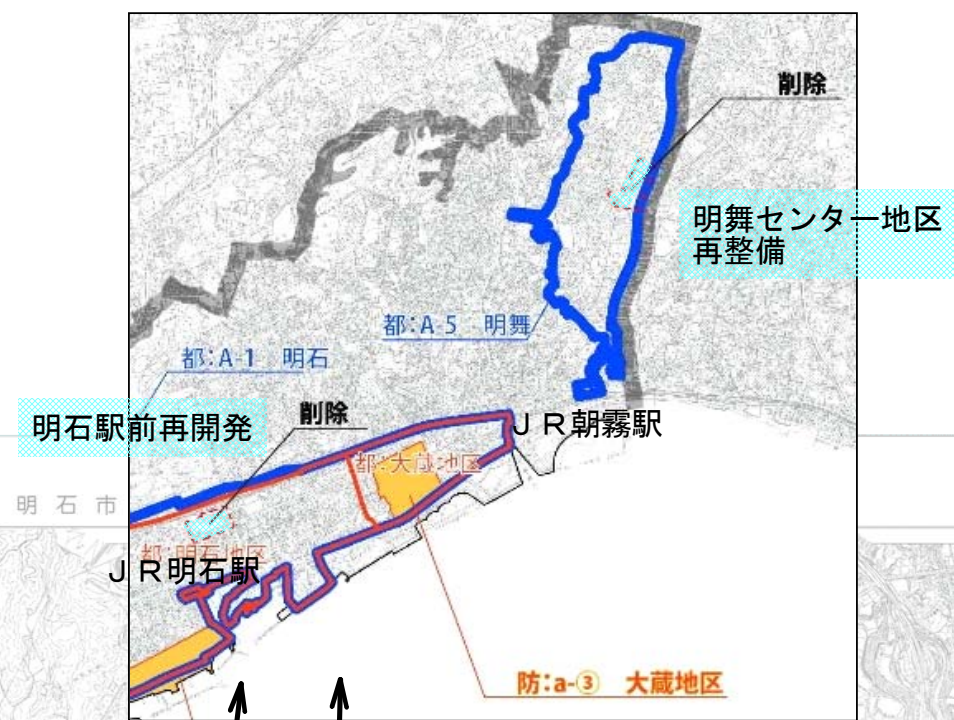 削除
明舞センター地区
再整備
都:A-5 明舞
都:A-1 明石
削除
明石駅前再開発
ＪＲ朝霧駅
都:大蔵地区
明石市
都:明石地区
ＪＲ明石駅
防:a-③ 大蔵地区